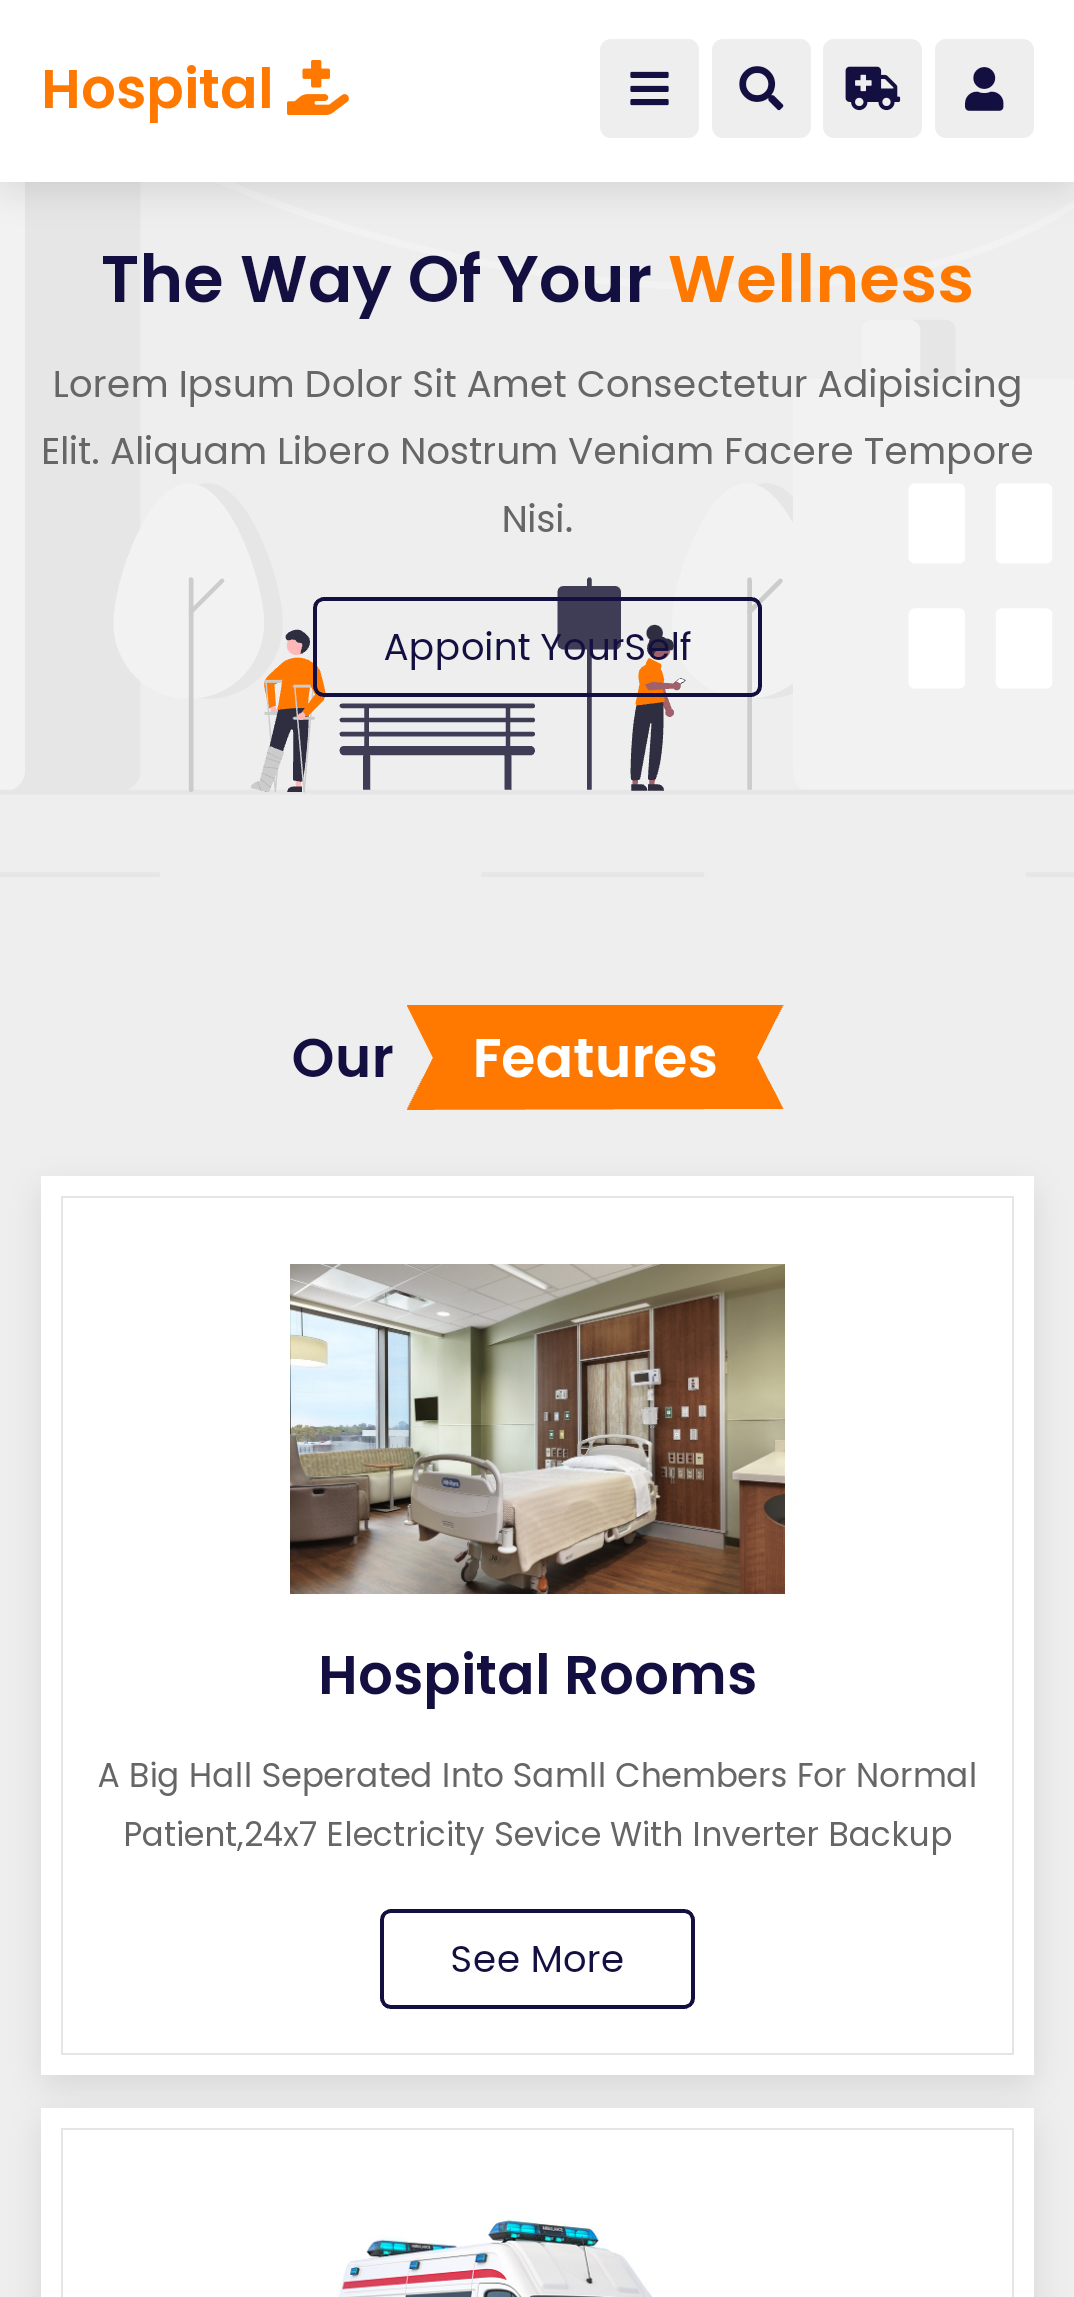 Hospital
The Way Of Your Wellness
Lorem Ipsum Dolor Sit Amet Consectetur Adipisicing
Elit. Aliquam Libero Nostrum Veniam Facere Tempore
Nisi.
Appoint YourSelf
Our Features
Hospital Rooms
A Big Hall Seperated Into Samll Chembers For Normal
Patient,24x7 Electricity Sevice With Inverter Backup
See More